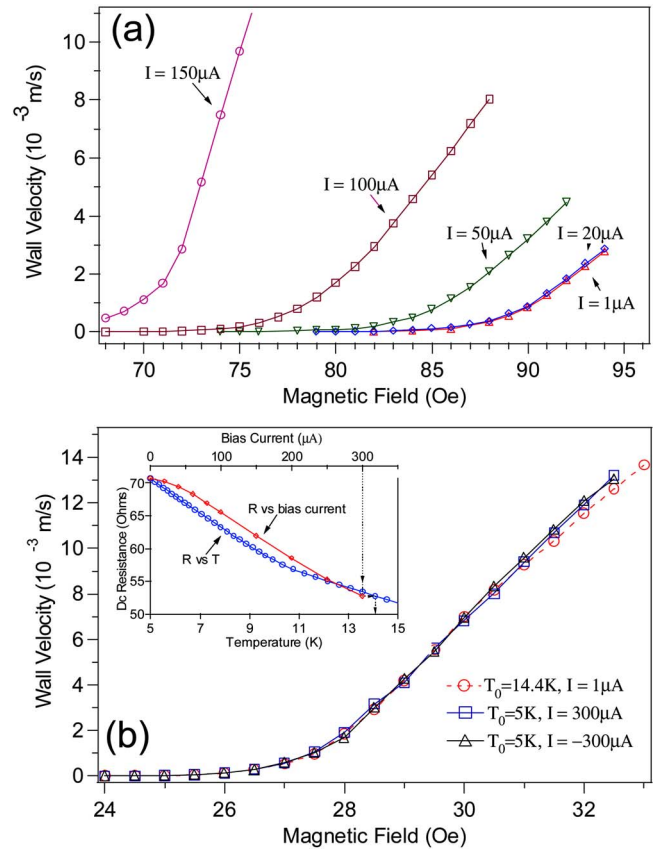 (a)
10
8
6
4
2
0
Wall Velocity (10 -3 m/s)
I = 150μA
I = 100μA
I = 50μA
I = 20μA
I = 1μA
70 75 80 85 90 95
Magnetic Field (Oe)
(b)
14
12
10
8
6
4
2
0
Wall Velocity (10 -3 m/s)
Bias Current (μA)
0 100 200 300
70
65
60
55
50
Dc Resistance (Ohms)
R vs bias current
R vs T
5 7 9 11 13 15
Temperature (K)
T0=14.4K, I = 1μA
T0=5K, I = 300μA
T0=5K, I = −300μA
24 26 28 30 32
Magnetic Field (Oe)